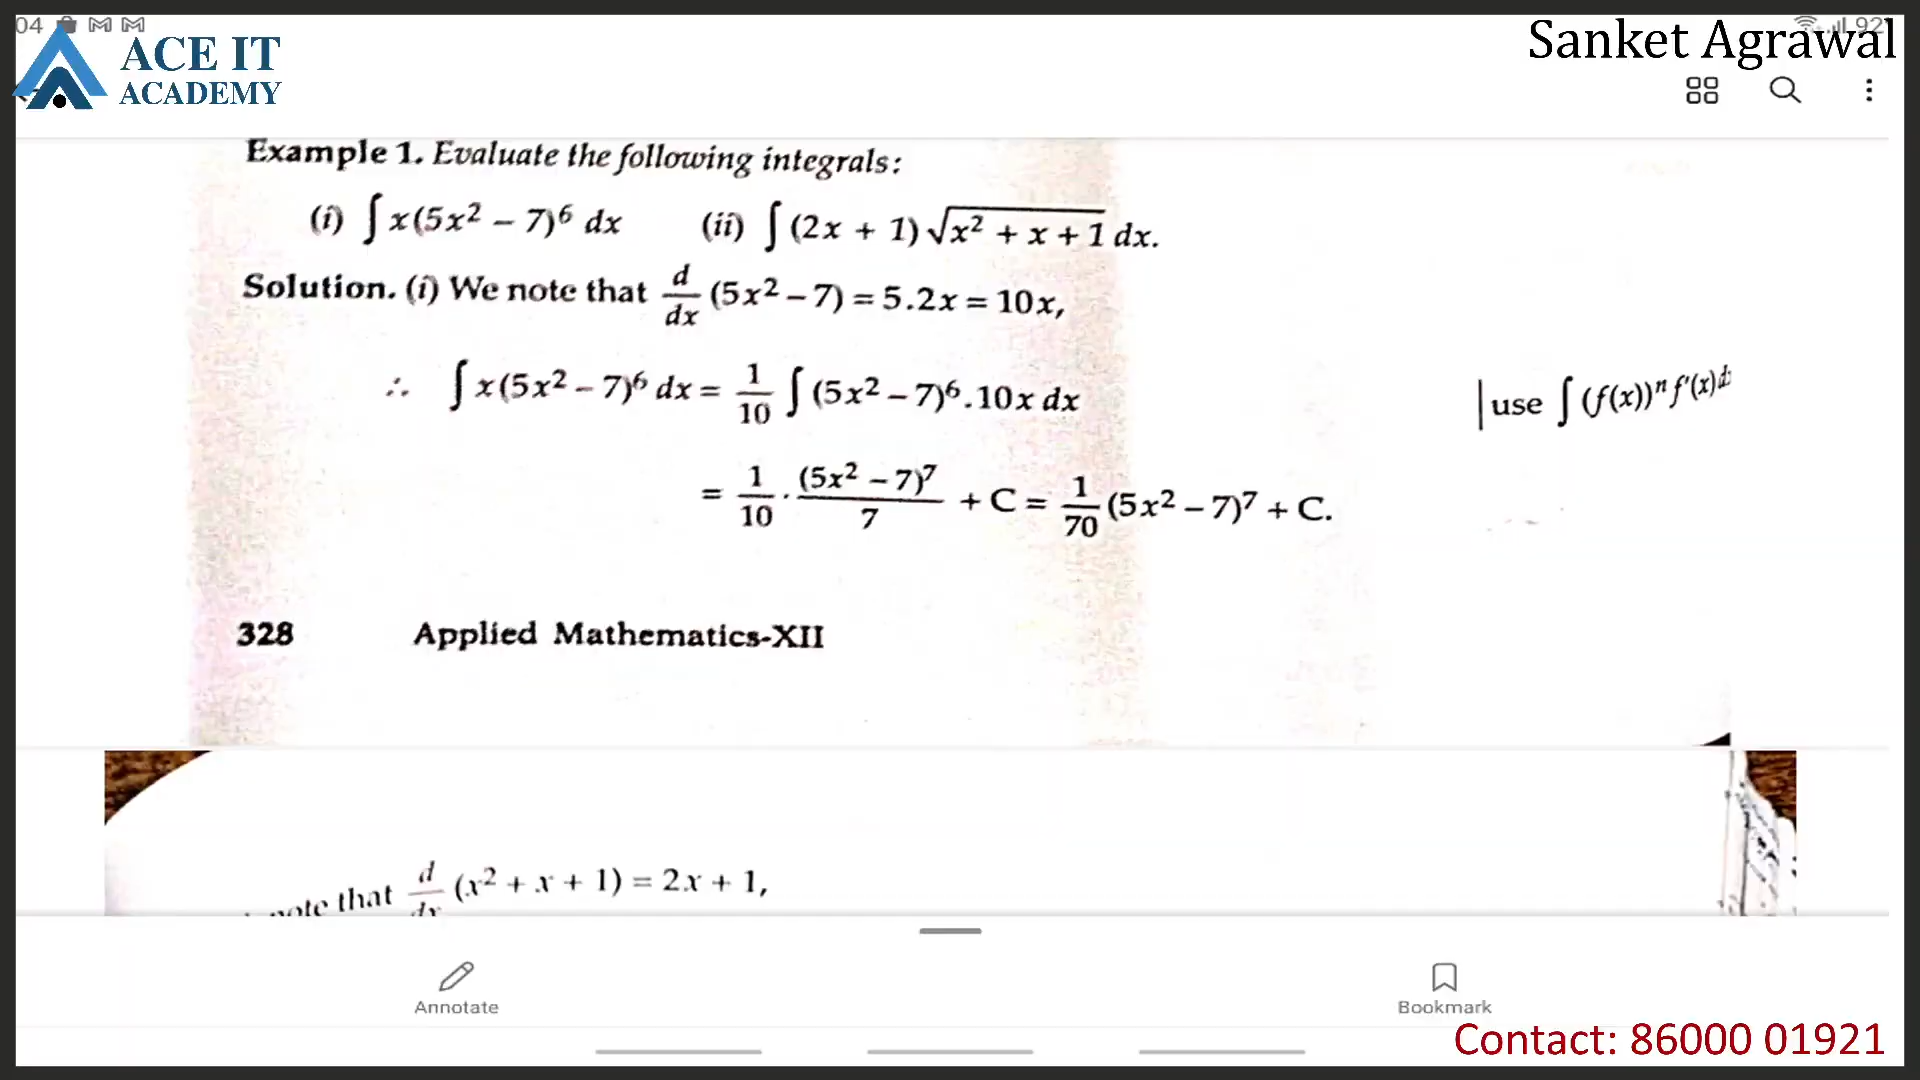 04
ACE IT
ACADEMY
Sanket Agrawal
92
Example 1. Evaluate the following integrals:
(i) ∫ x(5x² – 7)⁶ dx (ii) ∫ (2x + 1) √(x² + x + 1) dx.
Solution. (i) We note that d/dx (5x² – 7) = 5.2x = 10x,
∴ ∫ x(5x² – 7)⁶ dx = 1/10 ∫ (5x² – 7)⁶.10x dx | use ∫ (f(x))ⁿ f'(x)d
= 1/10 · (5x² – 7)⁷/7 + C = 1/70 (5x² – 7)⁷ + C.
328 Applied Mathematics-XII
note that d/dx (x² + x + 1) = 2x + 1,
Annotate
Bookmark
Contact: 86000 01921